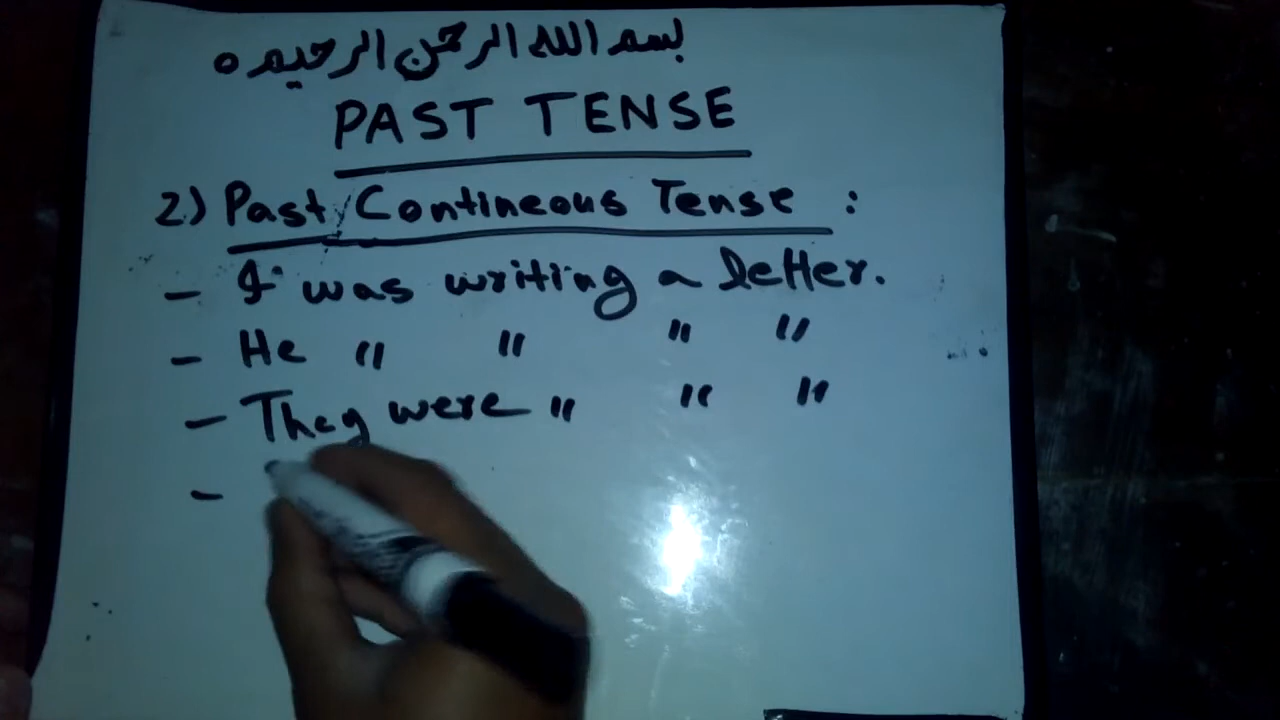 بسم الله الرحمن الرحيم ه
PAST TENSE
2) Past Contineous Tense :
- I was writing a letter.
- He " " " "
- They were " " "
-